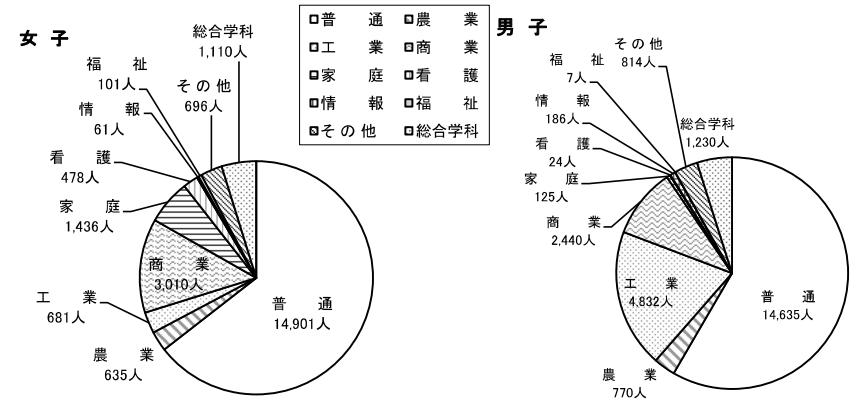 女子
総合学科
1,110人
福祉
101人
その他
696人
情報
61人
看護
478人
家庭
1,436人
商業
3,010人
工業
681人
農業
635人
普通
14,901人
普通 農業
工業 商業
家庭 看護
情報 福祉
その他 総合学科
男子
その他
814人
福祉
7人
情報
186人
総合学科
1,230人
看護
24人
家庭
125人
商業
2,440人
工業
4,832人
普通
14,635人
農業
770人